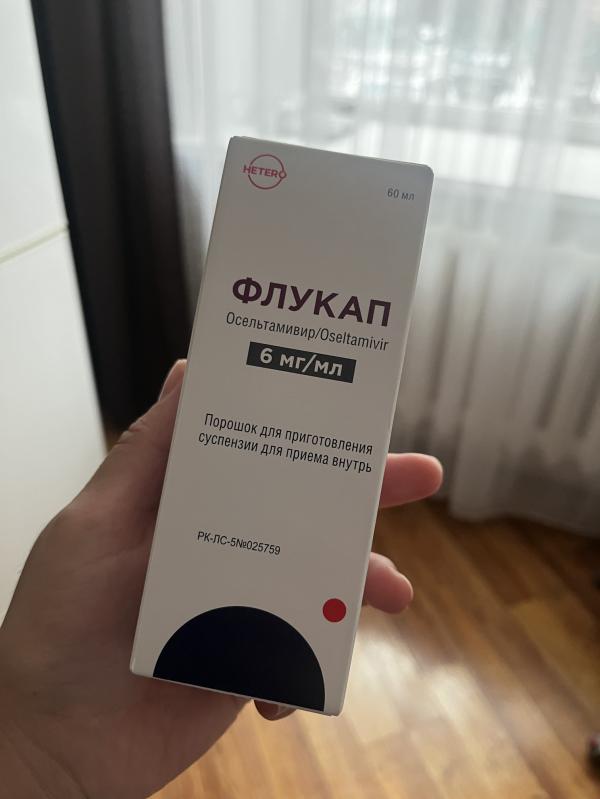 HETERO
60 мл
ФЛУКАП
Осельтамивир/Oseltamivir
6 мг/мл
Порошок для приготовления
суспензии для приема внутрь
РК-ЛС-5№025759